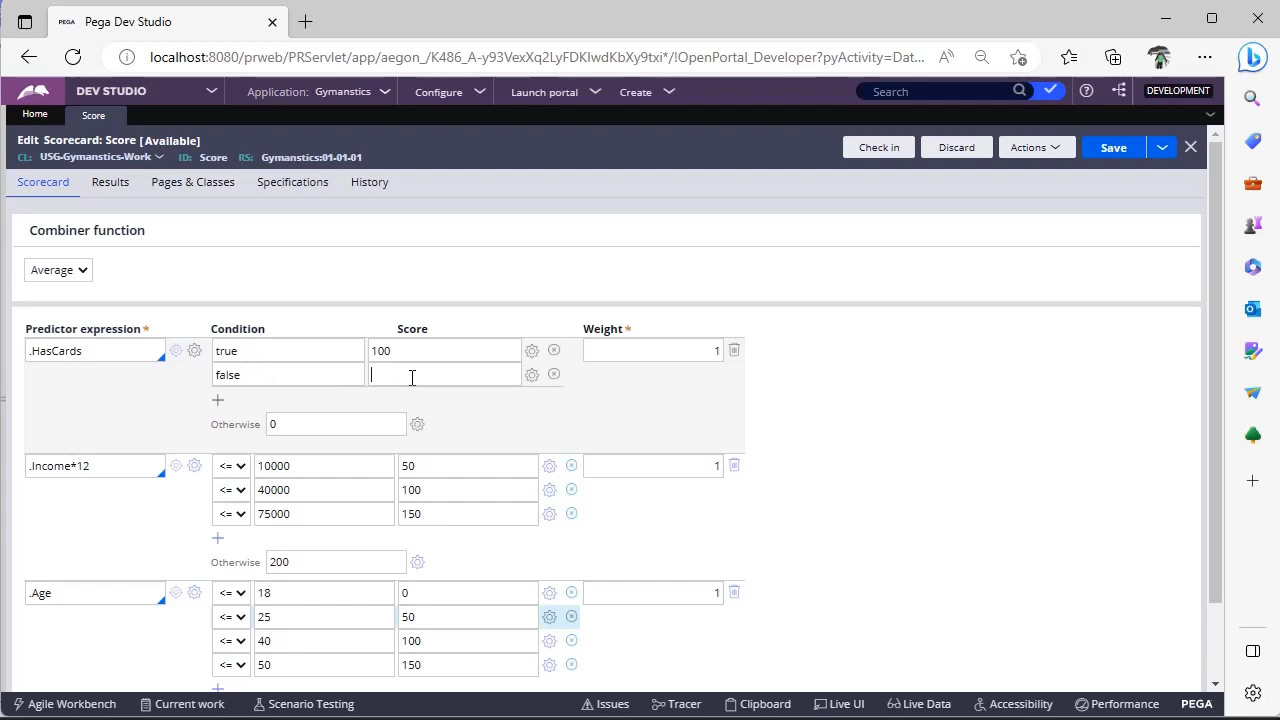 PEGA Pega Dev Studio
localhost:8080/prweb/PRServlet/app/aegon_/K486_A-y93VexXq2UyFDKlwdKbXy9txi*/!OpenPortal_Developer?pyActivity=Dat...
DEV STUDIO Application: Gymanstics Configure Launch portal Create Search DEVELOPMENT
Home Score
Edit Scorecard: Score [Available]
CL: USG-Gymanstics-Work ID: Score RS: Gymanstics:01-01-01
Check in Discard Actions Save
Scorecard Results Pages & Classes Specifications History
Combiner function
Average
Predictor expression * Condition Score Weight *
.HasCards true 100 1
false
Otherwise 0
.Income*12 <= 10000 50 1
<= 40000 100
<= 75000 150
Otherwise 200
.Age <= 18 0 1
<= 25 50
<= 40 100
<= 50 150
Agile Workbench Current work Scenario Testing Issues Tracer Clipboard Live UI Live Data Accessibility Performance PEGA